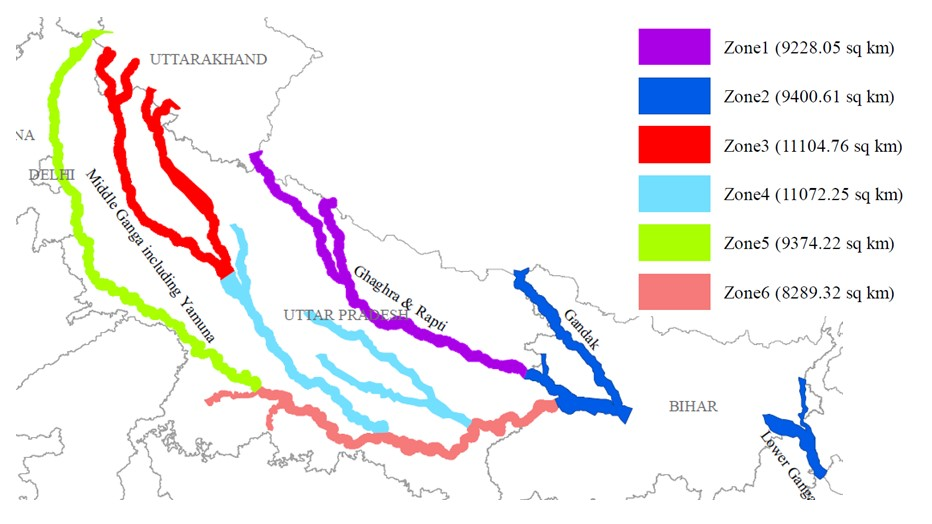 UTTARAKHAND
NA
DELHI
Middle Ganga including Yamuna
Ghaghra & Rapti
UTTAR PRADESH
Gandak
BIHAR
Lower Ganga
Zone1 (9228.05 sq km)
Zone2 (9400.61 sq km)
Zone3 (11104.76 sq km)
Zone4 (11072.25 sq km)
Zone5 (9374.22 sq km)
Zone6 (8289.32 sq km)